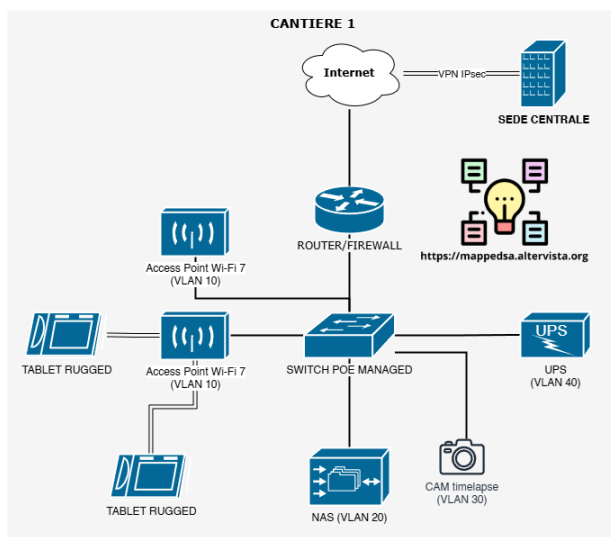 CANTIERE 1
Internet
VPN IPsec
SEDE CENTRALE
ROUTER/FIREWALL
https://mappedsa.altervista.org
Access Point Wi-Fi 7
(VLAN 10)
TABLET RUGGED
Access Point Wi-Fi 7
(VLAN 10)
SWITCH POE MANAGED
UPS
UPS
(VLAN 40)
TABLET RUGGED
NAS (VLAN 20)
CAM timelapse
(VLAN 30)